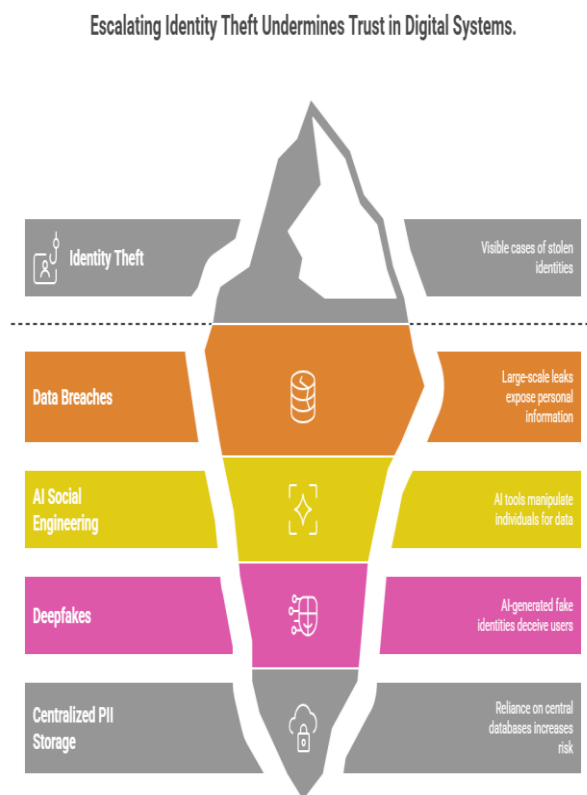 Escalating Identity Theft Undermines Trust in Digital Systems.
Identity Theft
Visible cases of stolen
identities
Data Breaches
Large-scale leaks
expose personal
information
AI Social
Engineering
AI tools manipulate
individuals for data
Deepfakes
AI-generated fake
identities deceive users
Centralized PII
Storage
Reliance on central
databases increases
risk